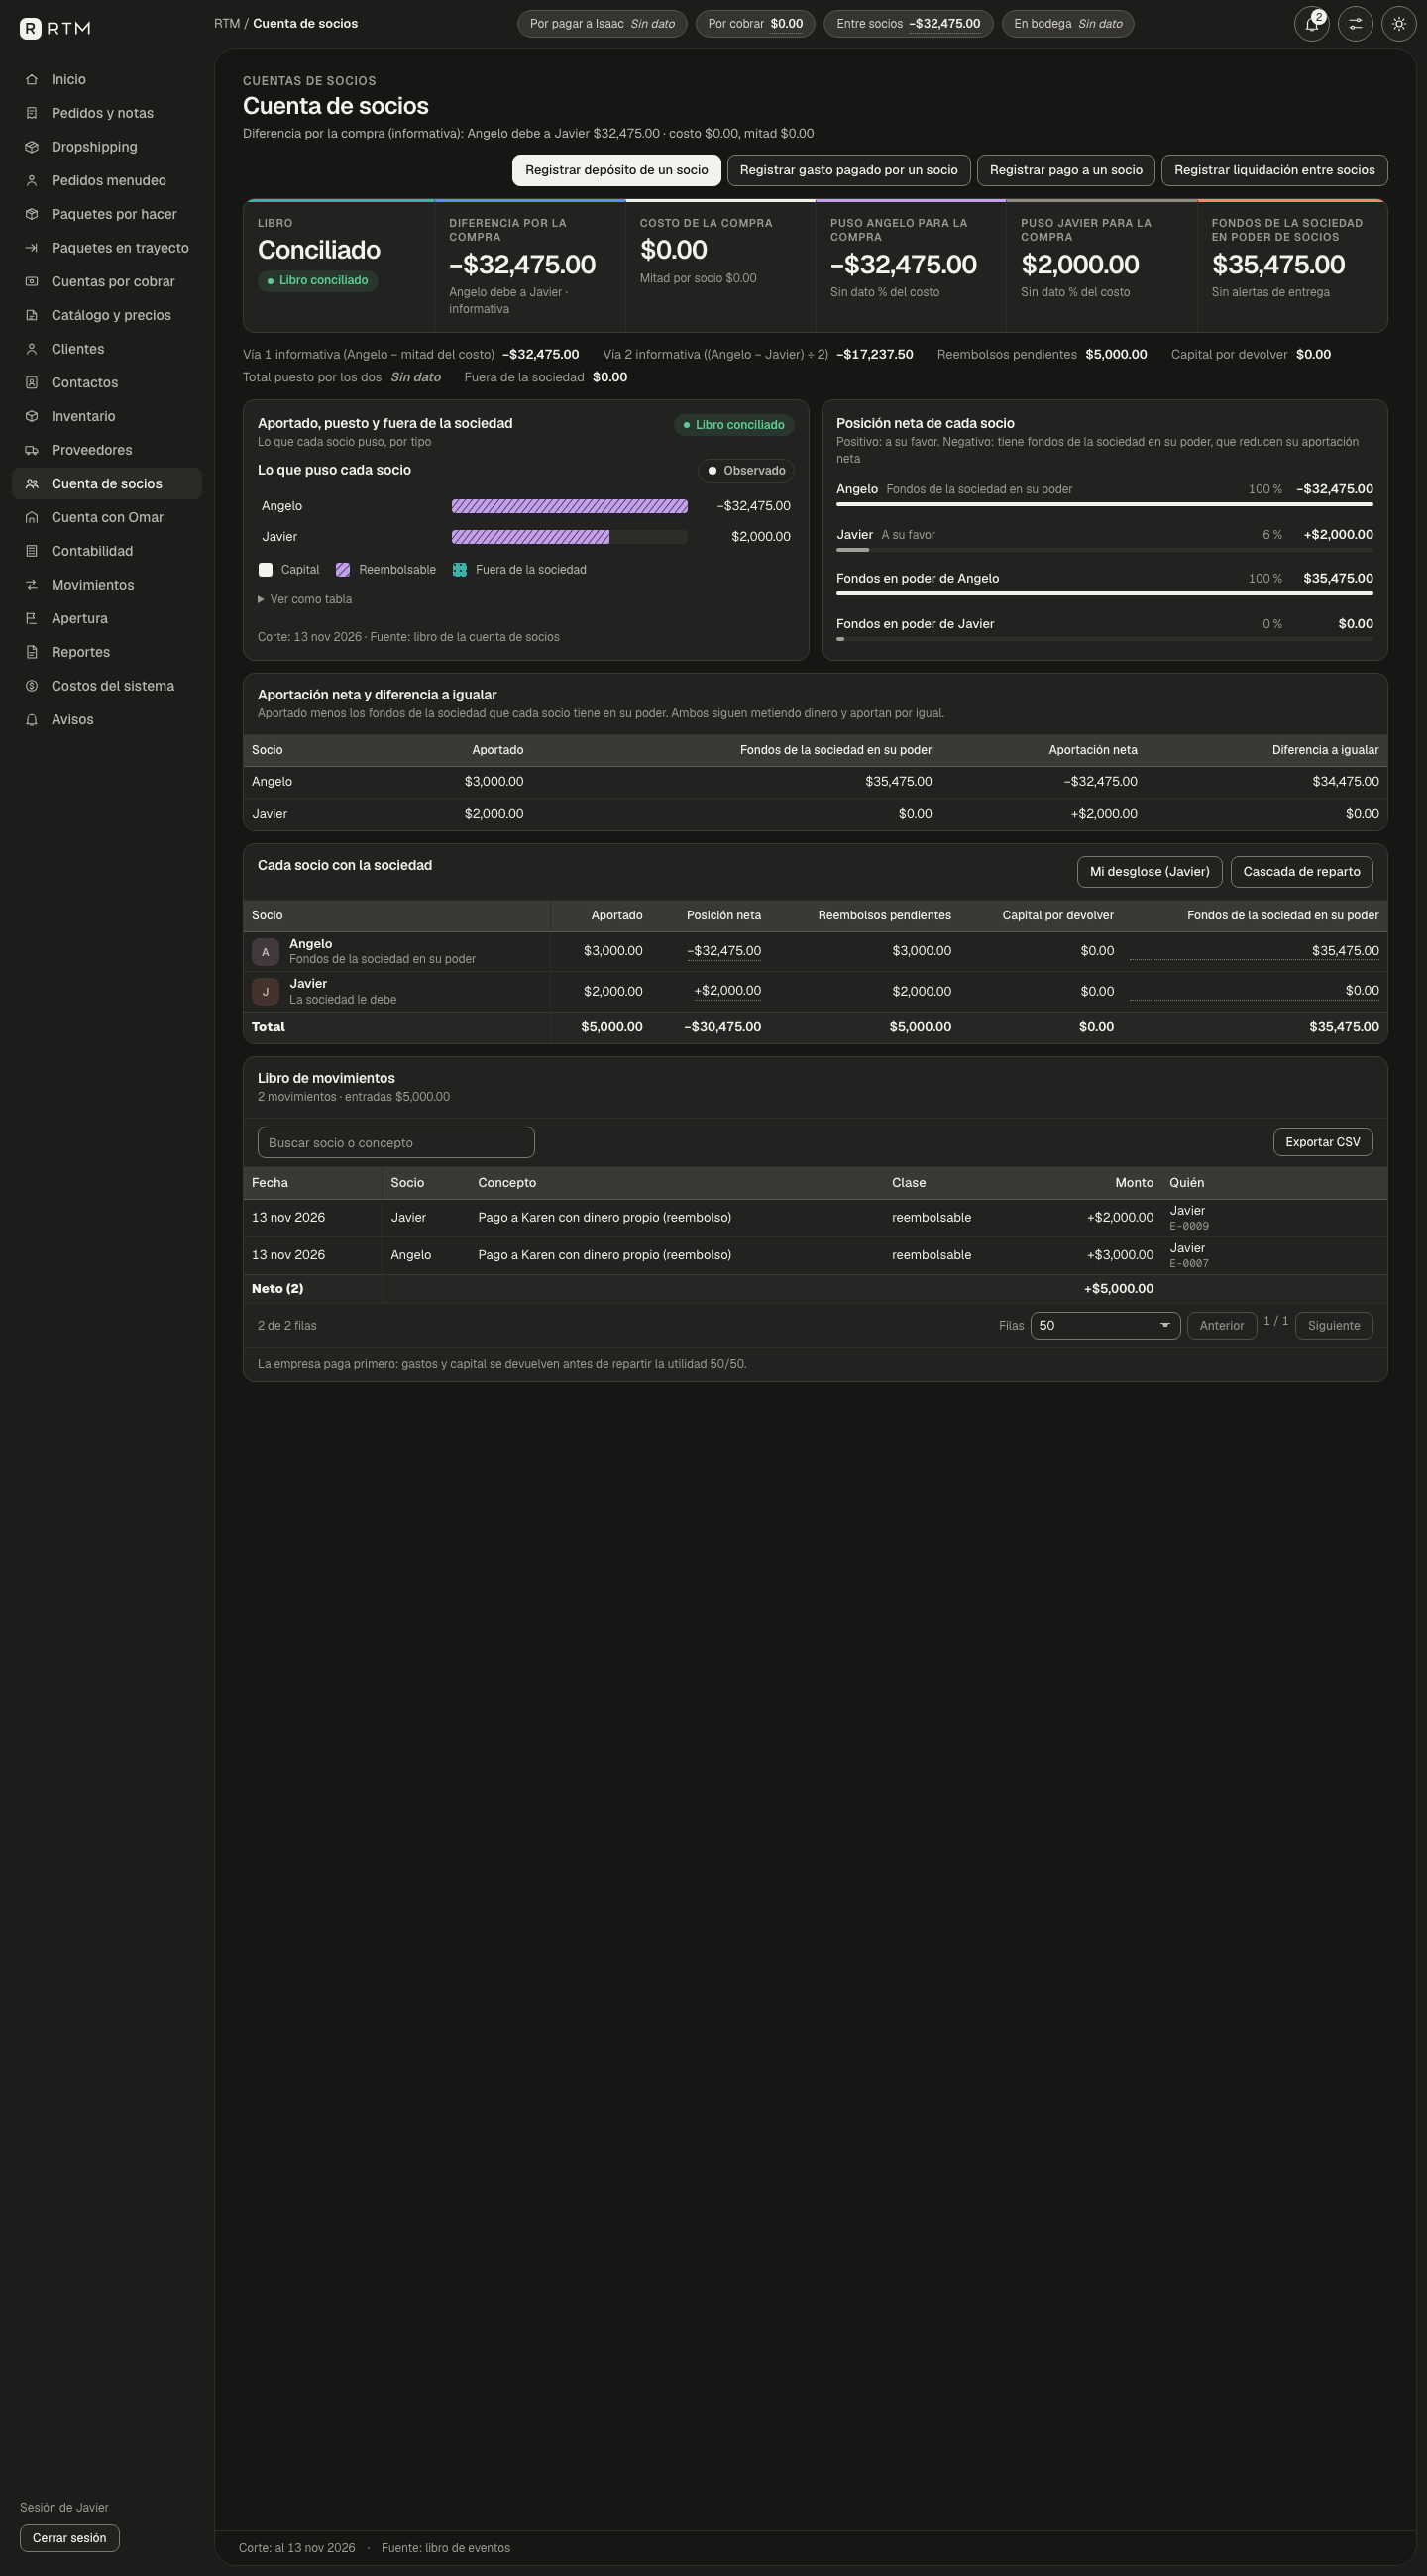 R RTM
RTM / Cuenta de socios
Por pagar a Isaac Sin dato
Por cobrar $0.00
Entre socios −$32,475.00
En bodega Sin dato
2
Inicio
Pedidos y notas
Dropshipping
Pedidos menudeo
Paquetes por hacer
Paquetes en trayecto
Cuentas por cobrar
Catálogo y precios
Clientes
Contactos
Inventario
Proveedores
Cuenta de socios
Cuenta con Omar
Contabilidad
Movimientos
Apertura
Reportes
Costos del sistema
Avisos
Sesión de Javier
Cerrar sesión
CUENTAS DE SOCIOS
Cuenta de socios
Diferencia por la compra (informativa): Angelo debe a Javier $32,475.00 · costo $0.00, mitad $0.00
Registrar depósito de un socio
Registrar gasto pagado por un socio
Registrar pago a un socio
Registrar liquidación entre socios
LIBRO
Conciliado
Libro conciliado
DIFERENCIA POR LA
COMPRA
−$32,475.00
Angelo debe a Javier ·
informativa
COSTO DE LA COMPRA
$0.00
Mitad por socio $0.00
PUSO ANGELO PARA LA
COMPRA
−$32,475.00
Sin dato % del costo
PUSO JAVIER PARA LA
COMPRA
$2,000.00
Sin dato % del costo
FONDOS DE LA SOCIEDAD
EN PODER DE SOCIOS
$35,475.00
Sin alertas de entrega
Vía 1 informativa (Angelo − mitad del costo) −$32,475.00 Vía 2 informativa ((Angelo − Javier) ÷ 2) −$17,237.50 Reembolsos pendientes $5,000.00 Capital por devolver $0.00
Total puesto por los dos Sin dato Fuera de la sociedad $0.00
Aportado, puesto y fuera de la sociedad
Libro conciliado
Lo que cada socio puso, por tipo
Lo que puso cada socio
Observado
Angelo −$32,475.00
Javier $2,000.00
Capital Reembolsable Fuera de la sociedad
Ver como tabla
Corte: 13 nov 2026 · Fuente: libro de la cuenta de socios
Posición neta de cada socio
Positivo: a su favor. Negativo: tiene fondos de la sociedad en su poder, que reducen su aportación
neta
Angelo Fondos de la sociedad en su poder 100 % −$32,475.00
Javier A su favor 6 % +$2,000.00
Fondos en poder de Angelo 100 % $35,475.00
Fondos en poder de Javier 0 % $0.00
Aportación neta y diferencia a igualar
Aportado menos los fondos de la sociedad que cada socio tiene en su poder. Ambos siguen metiendo dinero y aportan por igual.
Socio Aportado Fondos de la sociedad en su poder Aportación neta Diferencia a igualar
Angelo $3,000.00 $35,475.00 −$32,475.00 $34,475.00
Javier $2,000.00 $0.00 +$2,000.00 $0.00
Cada socio con la sociedad
Mi desglose (Javier)
Cascada de reparto
Socio Aportado Posición neta Reembolsos pendientes Capital por devolver Fondos de la sociedad en su poder
A Angelo $3,000.00 −$32,475.00 $3,000.00 $0.00 $35,475.00
Fondos de la sociedad en su poder
J Javier $2,000.00 +$2,000.00 $2,000.00 $0.00 $0.00
La sociedad le debe
Total $5,000.00 −$30,475.00 $5,000.00 $0.00 $35,475.00
Libro de movimientos
2 movimientos · entradas $5,000.00
Buscar socio o concepto
Exportar CSV
Fecha Socio Concepto Clase Monto Quién
13 nov 2026 Javier Pago a Karen con dinero propio (reembolso) reembolsable +$2,000.00 Javier
E-0009
13 nov 2026 Angelo Pago a Karen con dinero propio (reembolso) reembolsable +$3,000.00 Javier
E-0007
Neto (2) +$5,000.00
2 de 2 filas
Filas 50 Anterior 1 / 1 Siguiente
La empresa paga primero: gastos y capital se devuelven antes de repartir la utilidad 50/50.
Corte: al 13 nov 2026 · Fuente: libro de eventos